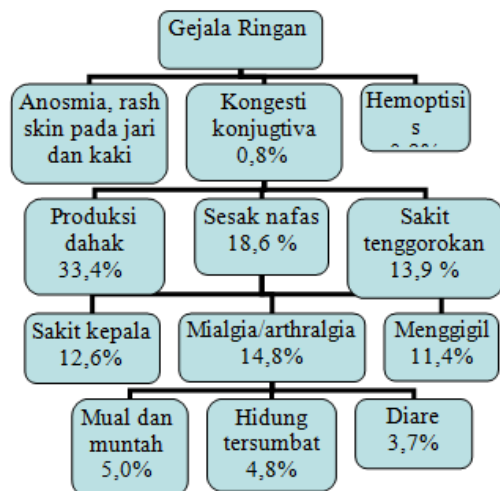 Gejala Ringan
Anosmia, rash
skin pada jari
dan kaki
Kongesti
konjugtiva
0,8%
Hemoptisi
s
Produksi
dahak
33,4%
Sesak nafas
18,6 %
Sakit
tenggorokan
13,9 %
Sakit kepala
12,6%
Mialgia/arthralgia
14,8%
Menggigil
11,4%
Mual dan
muntah
5,0%
Hidung
tersumbat
4,8%
Diare
3,7%